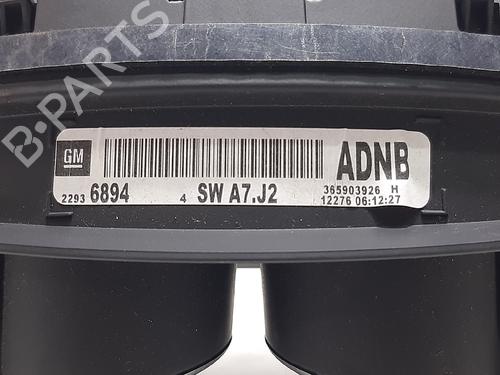 B-PARTS
GM
ADNB
2293 6894 4 SW A7.J2
365903926 H
12276 06:12:27